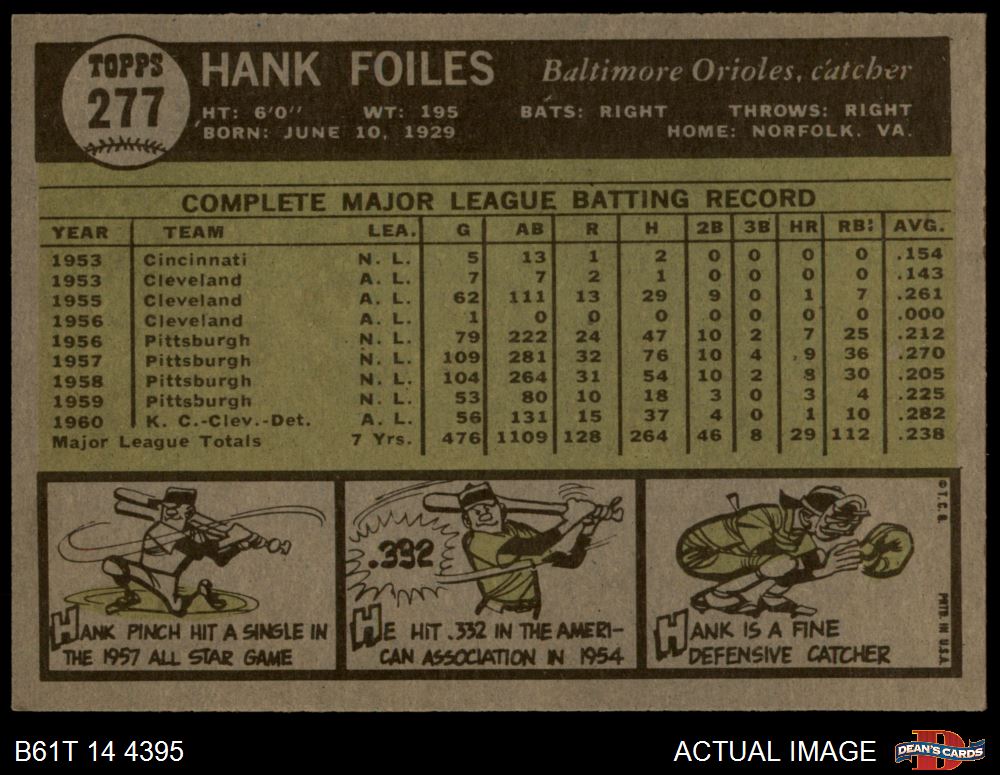 TOPPS
277
HANK FOILES
Baltimore Orioles, catcher
HT: 6'0" WT: 195 BATS: RIGHT THROWS: RIGHT
BORN: JUNE 10, 1929 HOME: NORFOLK, VA.
COMPLETE MAJOR LEAGUE BATTING RECORD
YEAR TEAM LEA. G AB R H 2B 3B HR RBI AVG.
1953 Cincinnati N. L. 5 13 1 2 0 0 0 0 .154
1953 Cleveland A. L. 7 7 2 1 0 0 0 0 .143
1955 Cleveland A. L. 62 111 13 29 9 0 1 7 .261
1956 Cleveland A. L. 1 0 0 0 0 0 0 0 .000
1956 Pittsburgh N. L. 79 222 24 47 10 2 7 25 .212
1957 Pittsburgh N. L. 109 281 32 76 10 4 9 36 .270
1958 Pittsburgh N. L. 104 264 31 54 10 2 8 30 .205
1959 Pittsburgh N. L. 53 80 10 18 3 0 3 4 .225
1960 K. C.-Clev.-Det. A. L. 56 131 15 37 4 0 1 10 .282
Major League Totals 7 Yrs. 476 1109 128 264 46 8 29 112 .238
HANK PINCH HIT A SINGLE IN
THE 1957 ALL STAR GAME
.332
HE HIT .332 IN THE AMERI-
CAN ASSOCIATION IN 1954
HANK IS A FINE
DEFENSIVE CATCHER
© T.C.G.
PRTD IN U.S.A.
B61T 14 4395
ACTUAL IMAGE
D
DEAN'S CARDS